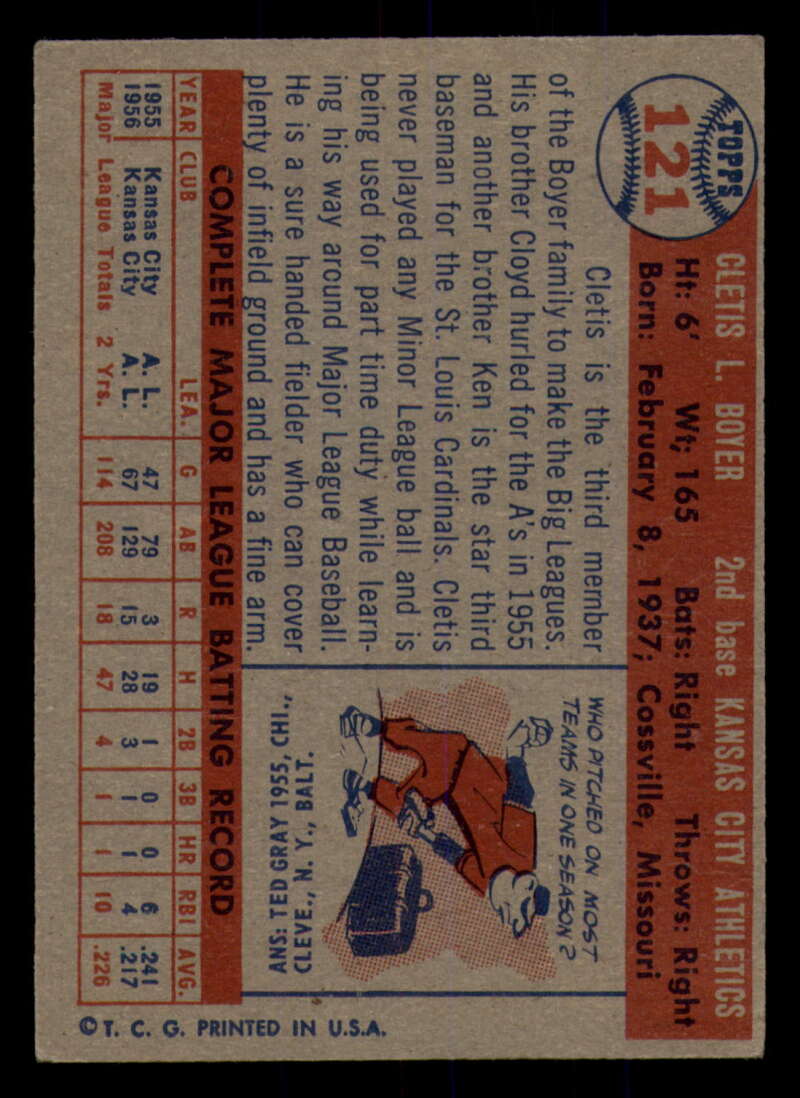 TOPPS
121
CLETIS L. BOYER 2nd base KANSAS CITY ATHLETICS
Ht: 6' Wt; 165 Bats: Right Throws: Right
Born: February 8, 1937; Cossville, Missouri
Cletis is the third member
of the Boyer family to make the Big Leagues.
His brother Cloyd hurled for the A's in 1955
and another brother Ken is the star third
baseman for the St. Louis Cardinals. Cletis
never played any Minor League ball and is
being used for part time duty while learn-
ing his way around Major League Baseball.
He is a sure handed fielder who can cover
plenty of infield ground and has a fine arm.
WHO PITCHED ON MOST
TEAMS IN ONE SEASON?
ANS: TED GRAY 1955, CHI.,
CLEVE., N.Y., BALT.
COMPLETE MAJOR LEAGUE BATTING RECORD
YEAR CLUB LEA. G AB R H 2B 3B HR RBI AVG.
1955 Kansas City A. L. 47 79 3 19 1 0 0 6 .241
1956 Kansas City A. L. 67 129 15 28 3 1 1 4 .217
Major League Totals 2 Yrs. 114 208 18 47 4 1 1 10 .226
© T. C. G. PRINTED IN U.S.A.